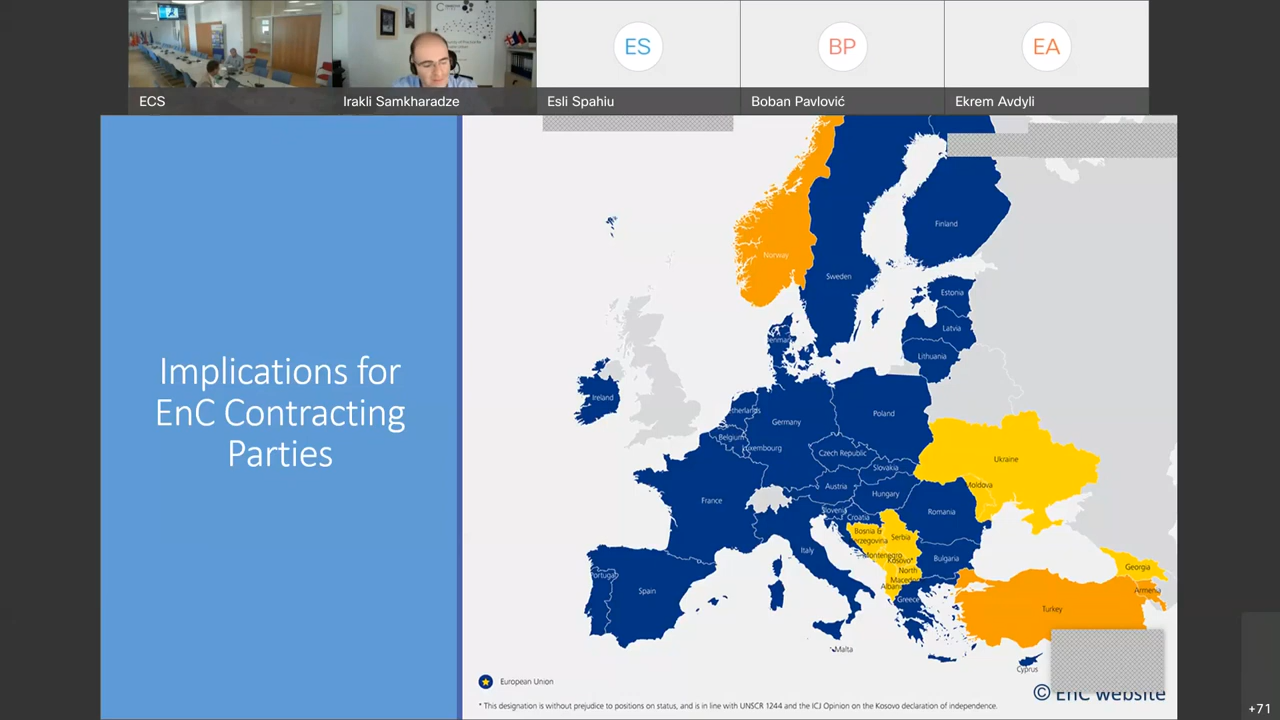 ES
BP
EA
ECS
Irakli Samkharadze
Esli Spahiu
Boban Pavlović
Ekrem Avdyli
Implications for
EnC Contracting
Parties
Finland
Norway
Sweden
Estonia
Latvia
Lithuania
Denmark
Ireland
Netherlands
Germany
Poland
Belgium
Luxembourg
Czech Republic
Ukraine
Slovakia
Moldova
France
Austria
Hungary
Slovenia
Croatia
Romania
Bosnia &
Herzegovina
Serbia
Italy
Montenegro
Kosovo*
Bulgaria
North
Macedonia
Georgia
Portugal
Spain
Albania
Greece
Armenia
Turkey
Malta
Cyprus
European Union
© EnC website
* This designation is without prejudice to positions on status, and is in line with UNSCR 1244 and the ICJ Opinion on the Kosovo declaration of independence.
+71